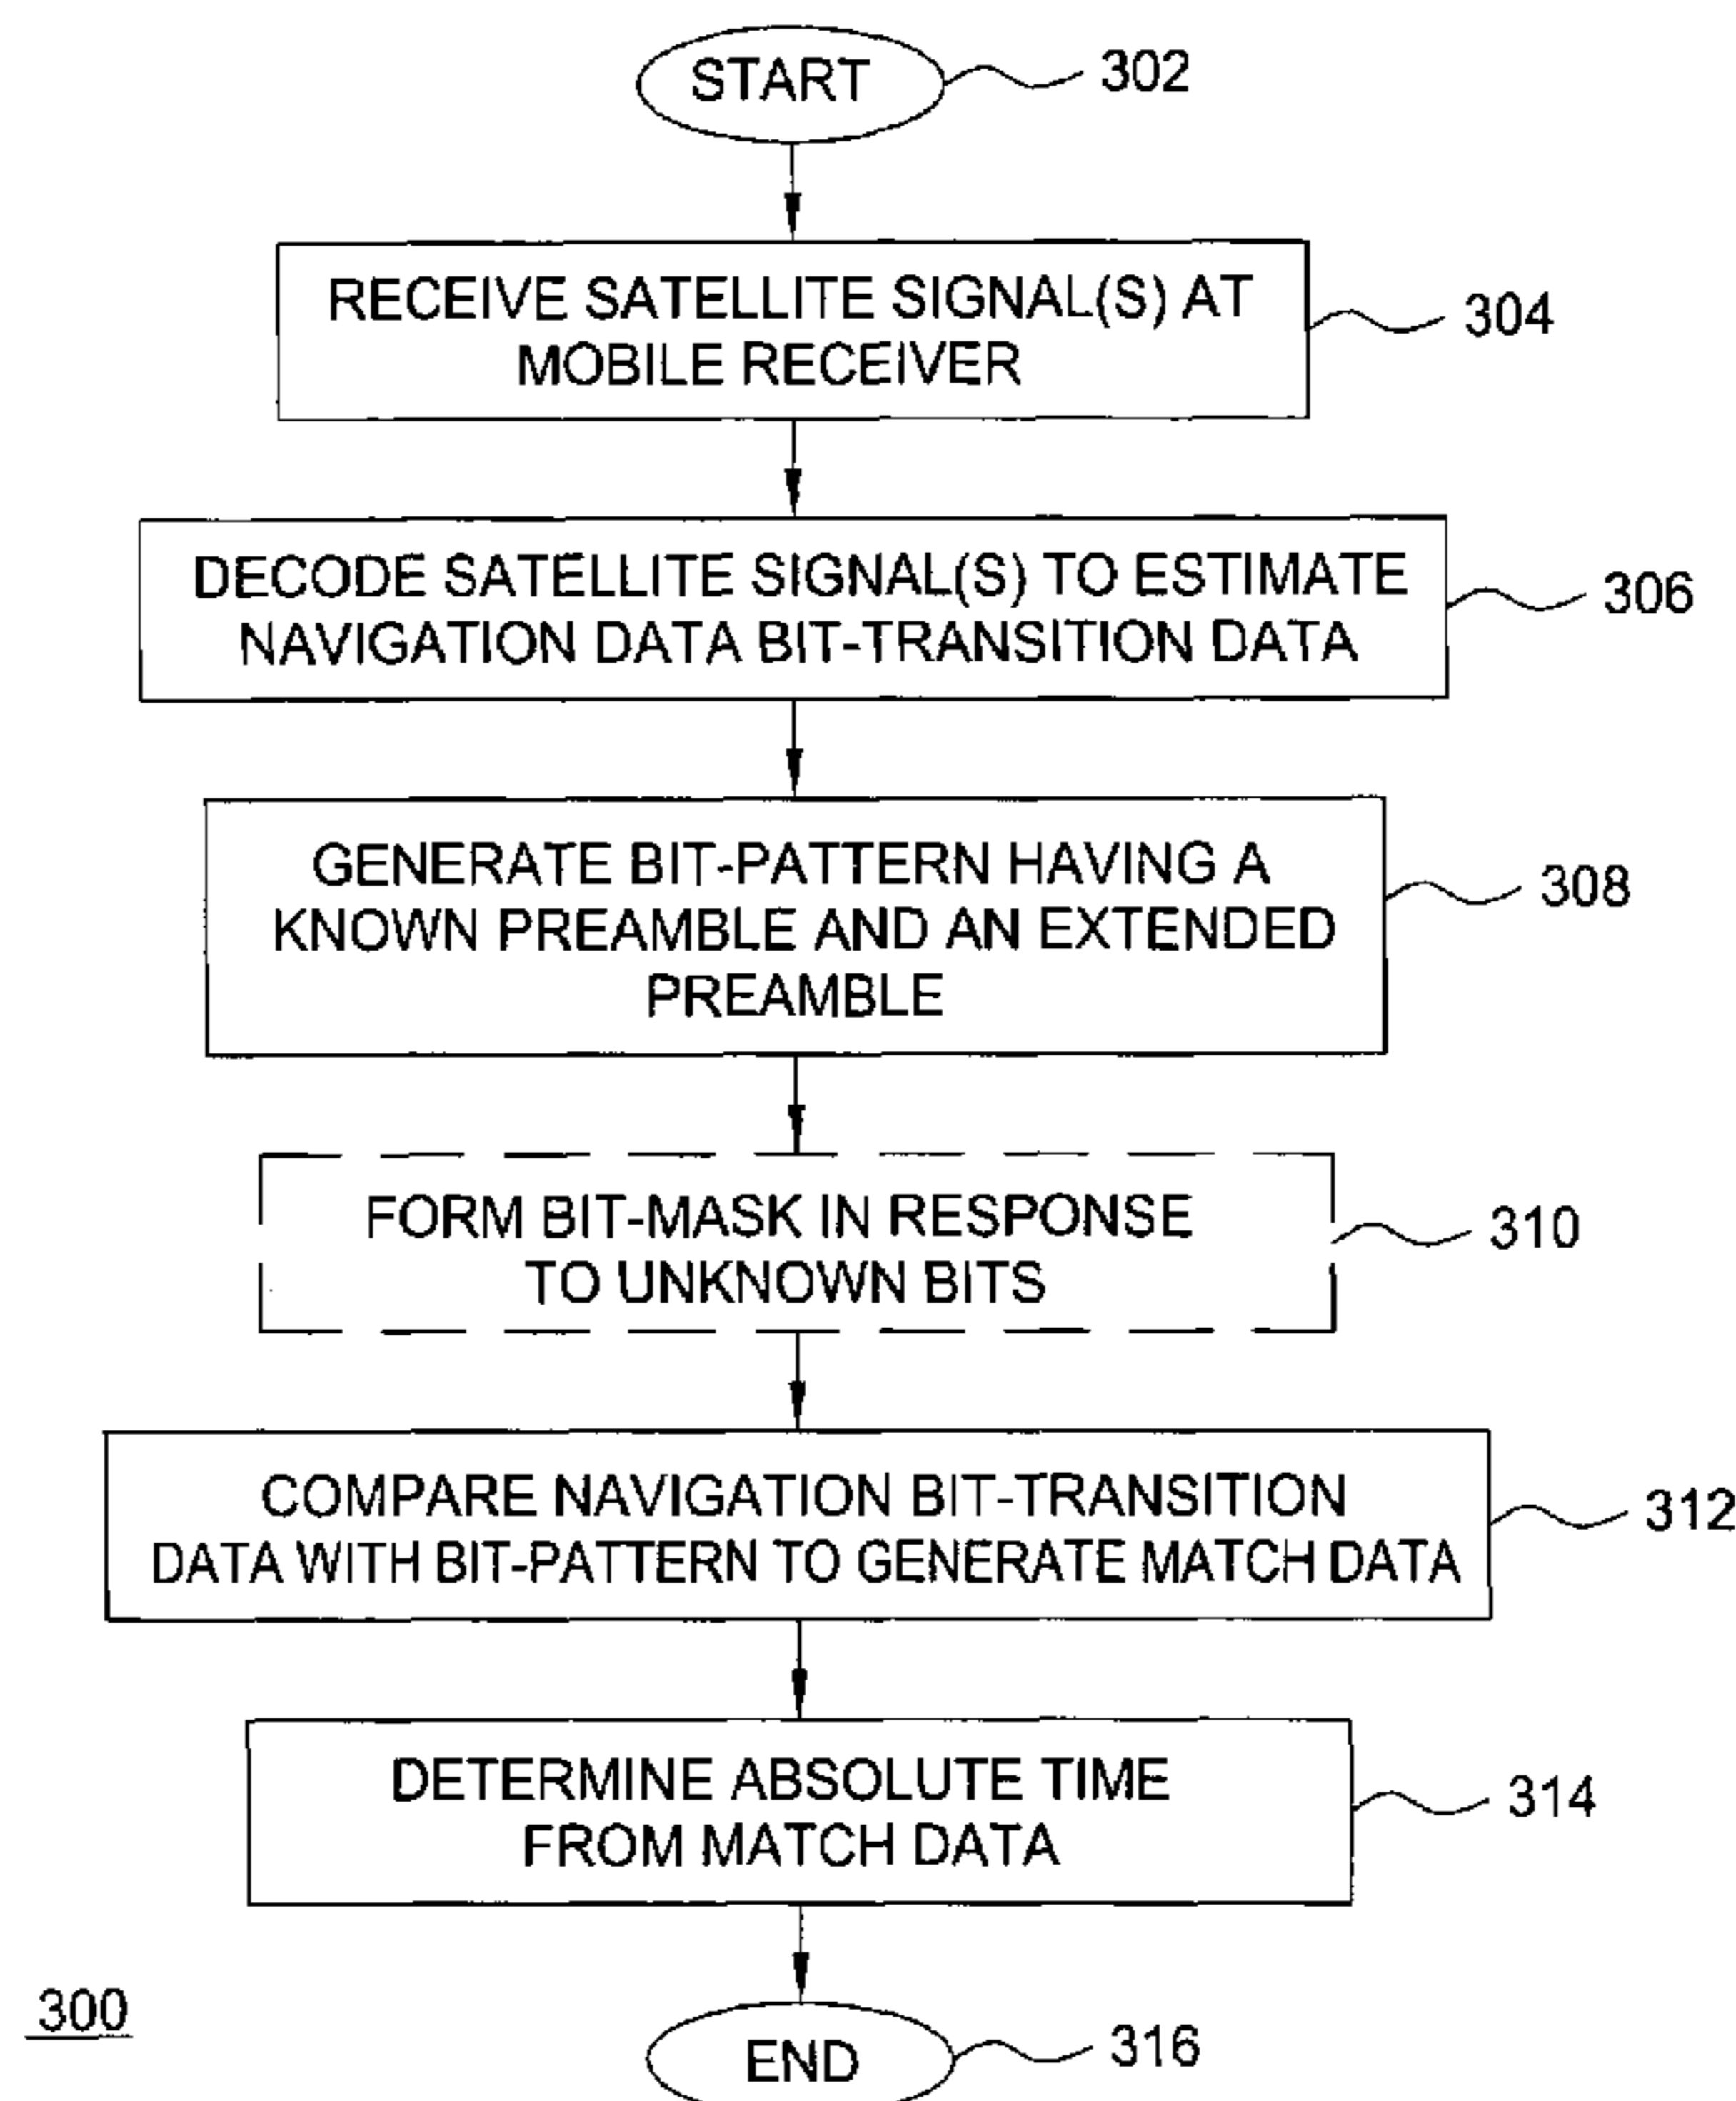 START
302
RECEIVE SATELLITE SIGNAL(S) AT
MOBILE RECEIVER
304
DECODE SATELLITE SIGNAL(S) TO ESTIMATE
NAVIGATION DATA BIT-TRANSITION DATA
306
GENERATE BIT-PATTERN HAVING A
KNOWN PREAMBLE AND AN EXTENDED
PREAMBLE
308
FORM BIT-MASK IN RESPONSE
TO UNKNOWN BITS
310
COMPARE NAVIGATION BIT-TRANSITION
DATA WITH BIT-PATTERN TO GENERATE MATCH DATA
312
DETERMINE ABSOLUTE TIME
FROM MATCH DATA
314
300
END
316